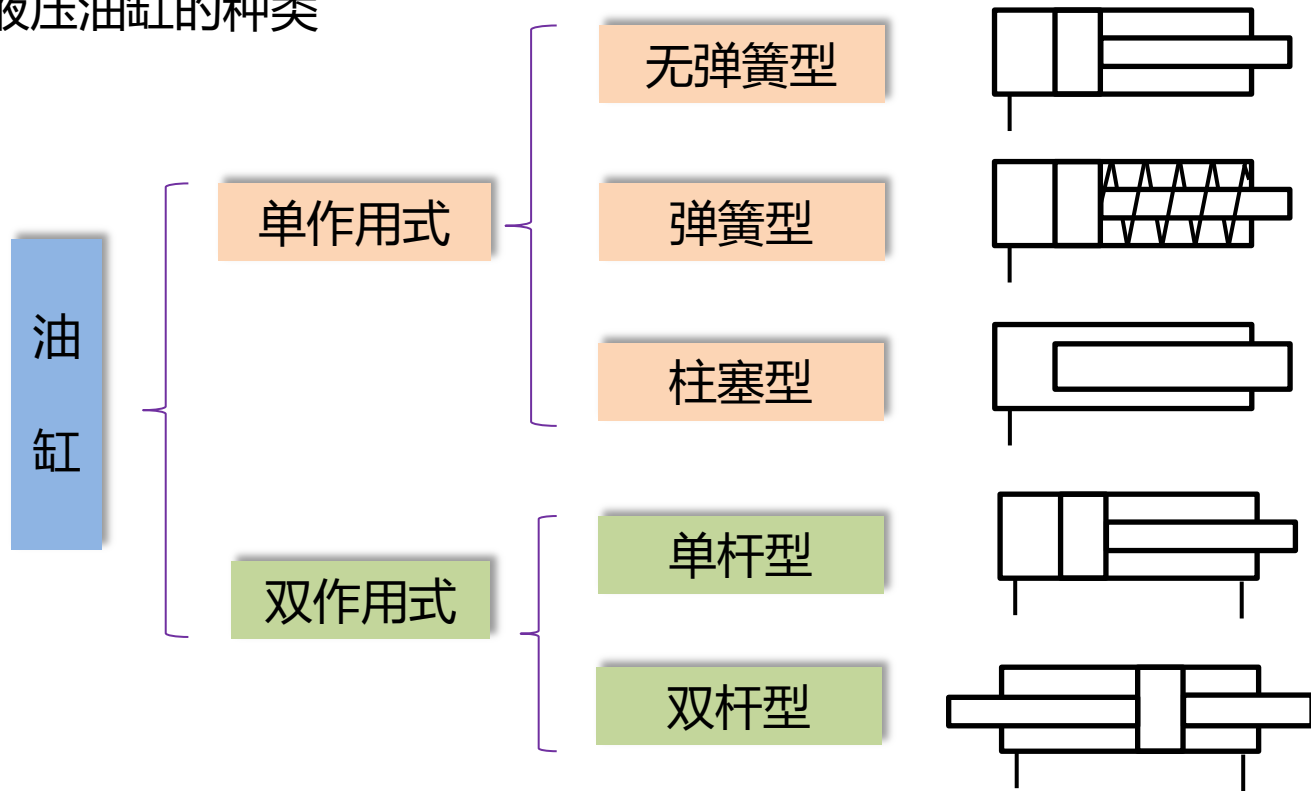 液压油缸的种类
油
缸
单作用式
无弹簧型
弹簧型
柱塞型
双作用式
单杆型
双杆型